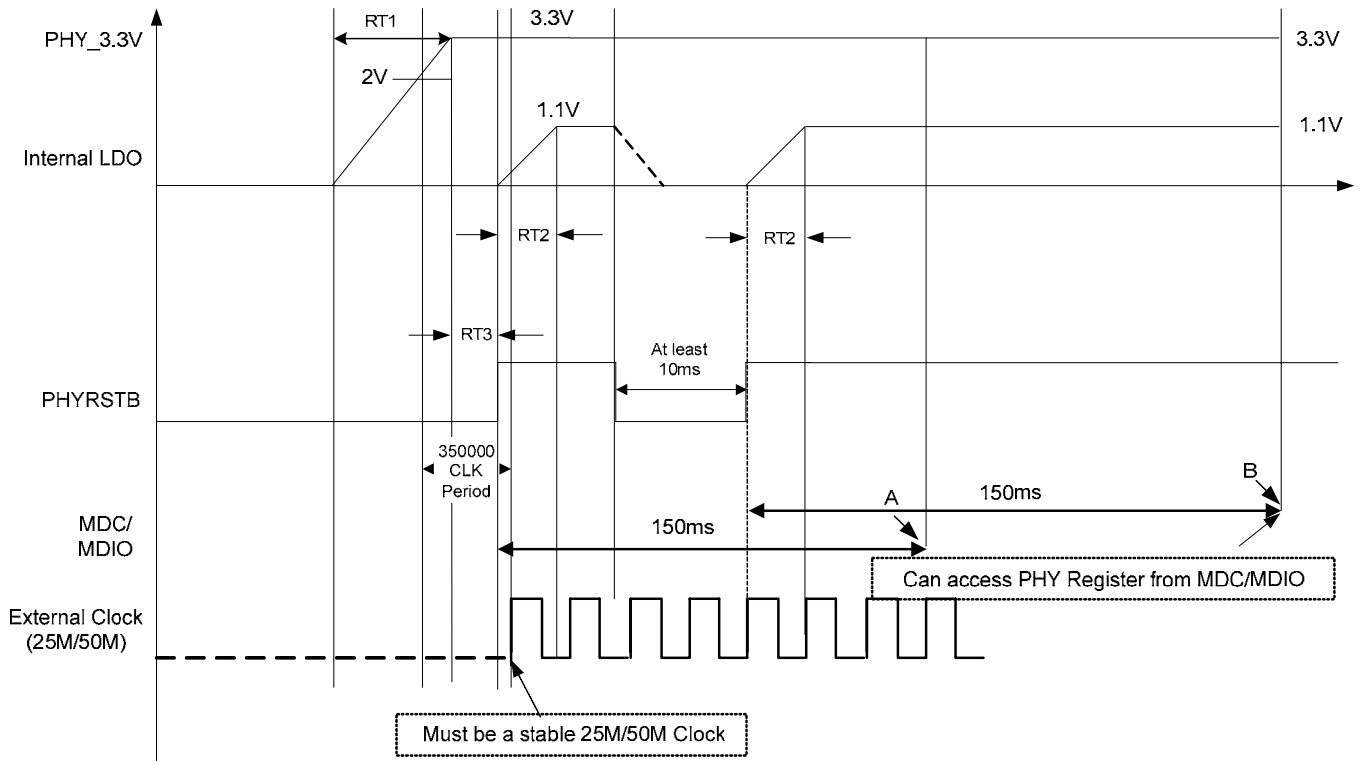 RT1
3.3V
PHY_3.3V
3.3V
2V
1.1V
1.1V
Internal LDO
RT2
RT2
RT3
At least
10ms
PHYRSTB
350000
CLK
Period
B
A
150ms
MDC/
MDIO
150ms
Can access PHY Register from MDC/MDIO
External Clock
(25M/50M)
Must be a stable 25M/50M Clock